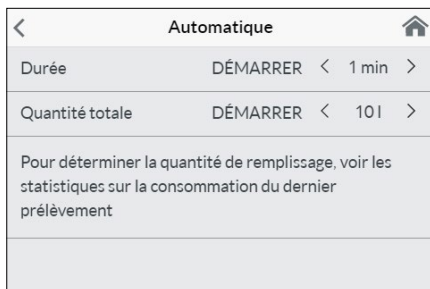 Automatique
Durée DÉMARRER < 1 min >
Quantité totale DÉMARRER < 10 l >
Pour déterminer la quantité de remplissage, voir les
statistiques sur la consommation du dernier
prélèvement